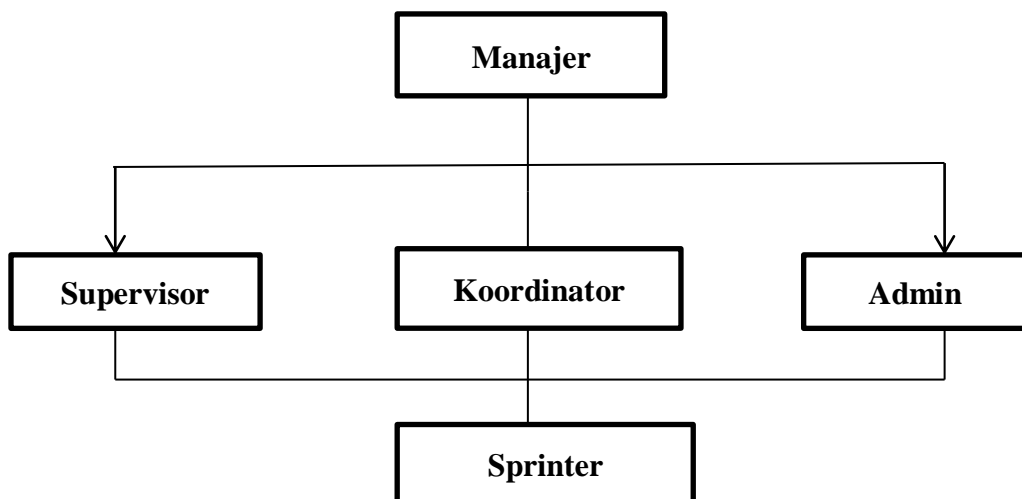 Manajer
Supervisor
Koordinator
Admin
Sprinter